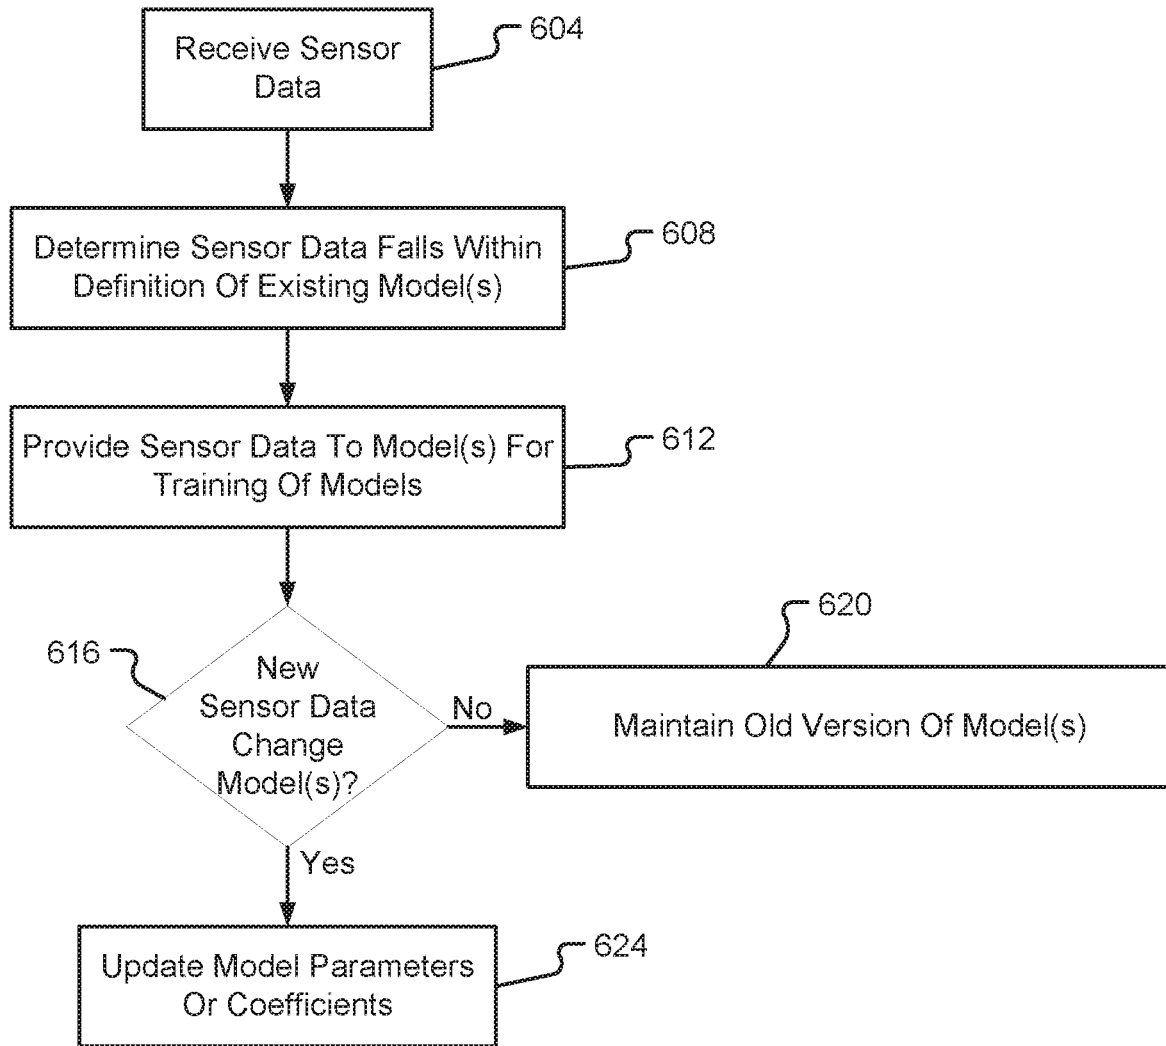 Receive Sensor
Data
604
Determine Sensor Data Falls Within
Definition Of Existing Model(s)
608
Provide Sensor Data To Model(s) For
Training Of Models
612
616
New
Sensor Data
Change
Model(s)?
No
620
Maintain Old Version Of Model(s)
Yes
Update Model Parameters
Or Coefficients
624